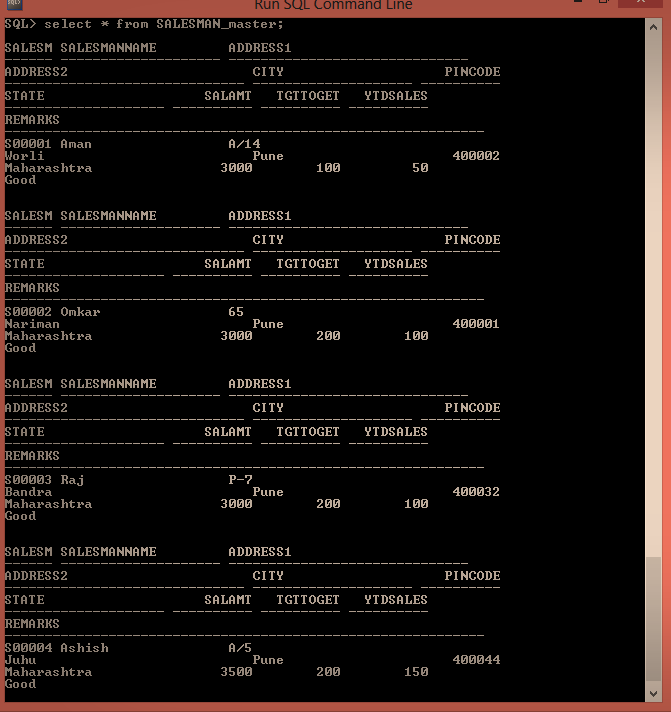 Run SQL Command Line
SQL> select * from SALESMAN_master;
SALESM SALESMANNAME ADDRESS1
ADDRESS2 CITY PINCODE
STATE SALAMT TGTTOGET YTDSALES
REMARKS
S00001 Aman A/14
Worli Pune 400002
Maharashtra 3000 100 50
Good
SALESM SALESMANNAME ADDRESS1
ADDRESS2 CITY PINCODE
STATE SALAMT TGTTOGET YTDSALES
REMARKS
S00002 Omkar 65
Nariman Pune 400001
Maharashtra 3000 200 100
Good
SALESM SALESMANNAME ADDRESS1
ADDRESS2 CITY PINCODE
STATE SALAMT TGTTOGET YTDSALES
REMARKS
S00003 Raj P-7
Bandra Pune 400032
Maharashtra 3000 200 100
Good
SALESM SALESMANNAME ADDRESS1
ADDRESS2 CITY PINCODE
STATE SALAMT TGTTOGET YTDSALES
REMARKS
S00004 Ashish A/5
Juhu Pune 400044
Maharashtra 3500 200 150
Good